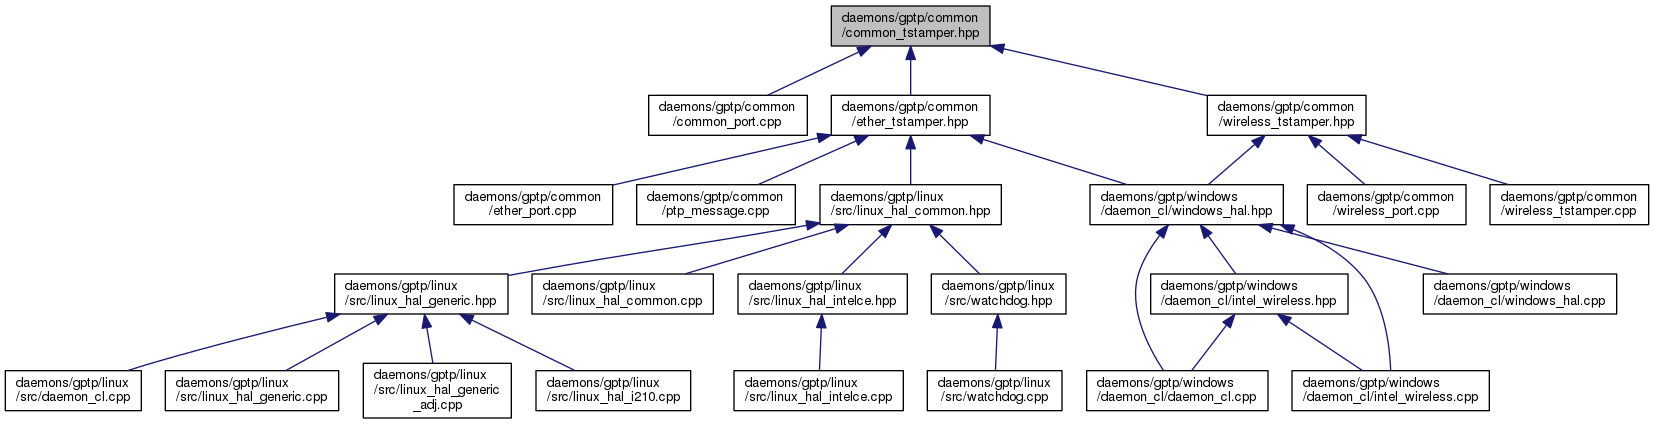 daemons/gptp/common
/common_tstamper.hpp
daemons/gptp/common
/common_port.cpp
daemons/gptp/common
/ether_tstamper.hpp
daemons/gptp/common
/wireless_tstamper.hpp
daemons/gptp/common
/ether_port.cpp
daemons/gptp/common
/ptp_message.cpp
daemons/gptp/linux
/src/linux_hal_common.hpp
daemons/gptp/windows
/daemon_cl/windows_hal.hpp
daemons/gptp/common
/wireless_port.cpp
daemons/gptp/common
/wireless_tstamper.cpp
daemons/gptp/linux
/src/linux_hal_generic.hpp
daemons/gptp/linux
/src/linux_hal_common.cpp
daemons/gptp/linux
/src/linux_hal_intelce.hpp
daemons/gptp/linux
/src/watchdog.hpp
daemons/gptp/windows
/daemon_cl/intel_wireless.hpp
daemons/gptp/windows
/daemon_cl/windows_hal.cpp
daemons/gptp/linux
/src/daemon_cl.cpp
daemons/gptp/linux
/src/linux_hal_generic.cpp
daemons/gptp/linux
/src/linux_hal_generic
_adj.cpp
daemons/gptp/linux
/src/linux_hal_i210.cpp
daemons/gptp/linux
/src/linux_hal_intelce.cpp
daemons/gptp/linux
/src/watchdog.cpp
daemons/gptp/windows
/daemon_cl/daemon_cl.cpp
daemons/gptp/windows
/daemon_cl/intel_wireless.cpp